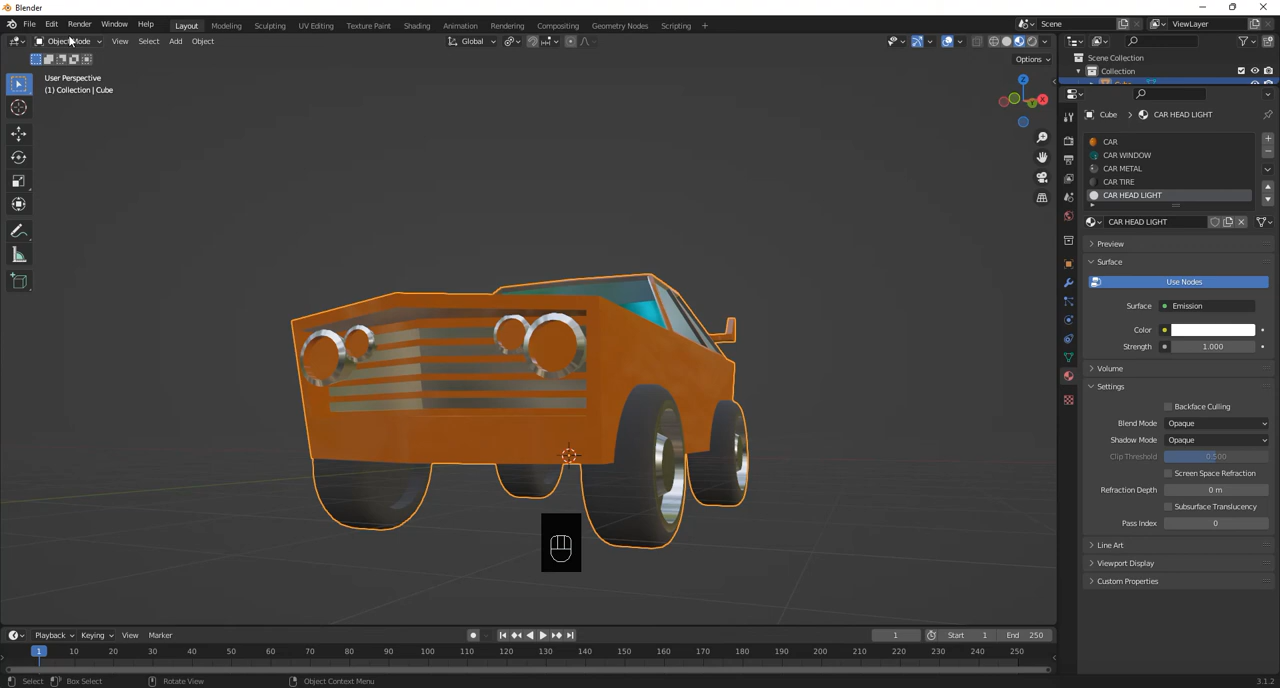 Blender
File Edit Render Window Help Layout Modeling Sculpting UV Editing Texture Paint Shading Animation Rendering Compositing Geometry Nodes Scripting + Scene ViewLayer
Object Mode View Select Add Object Global
Options
User Perspective
(1) Collection | Cube
Z
X
Y
Scene Collection
Collection
Cube > CAR HEAD LIGHT
CAR
CAR WINDOW
CAR METAL
CAR TIRE
CAR HEAD LIGHT
CAR HEAD LIGHT
Preview
Surface
Use Nodes
Surface Emission
Color
Strength 1.000
Volume
Settings
Backface Culling
Blend Mode Opaque
Shadow Mode Opaque
Clip Threshold 0.500
Screen Space Refraction
Refraction Depth 0 m
Subsurface Translucency
Pass Index 0
Line Art
Viewport Display
Custom Properties
Playback Keying View Marker 1 Start 1 End 250
1 10 20 30 40 50 60 70 80 90 100 110 120 130 140 150 160 170 180 190 200 210 220 230 240 250
Select Box Select Rotate View Object Context Menu 3.1.2